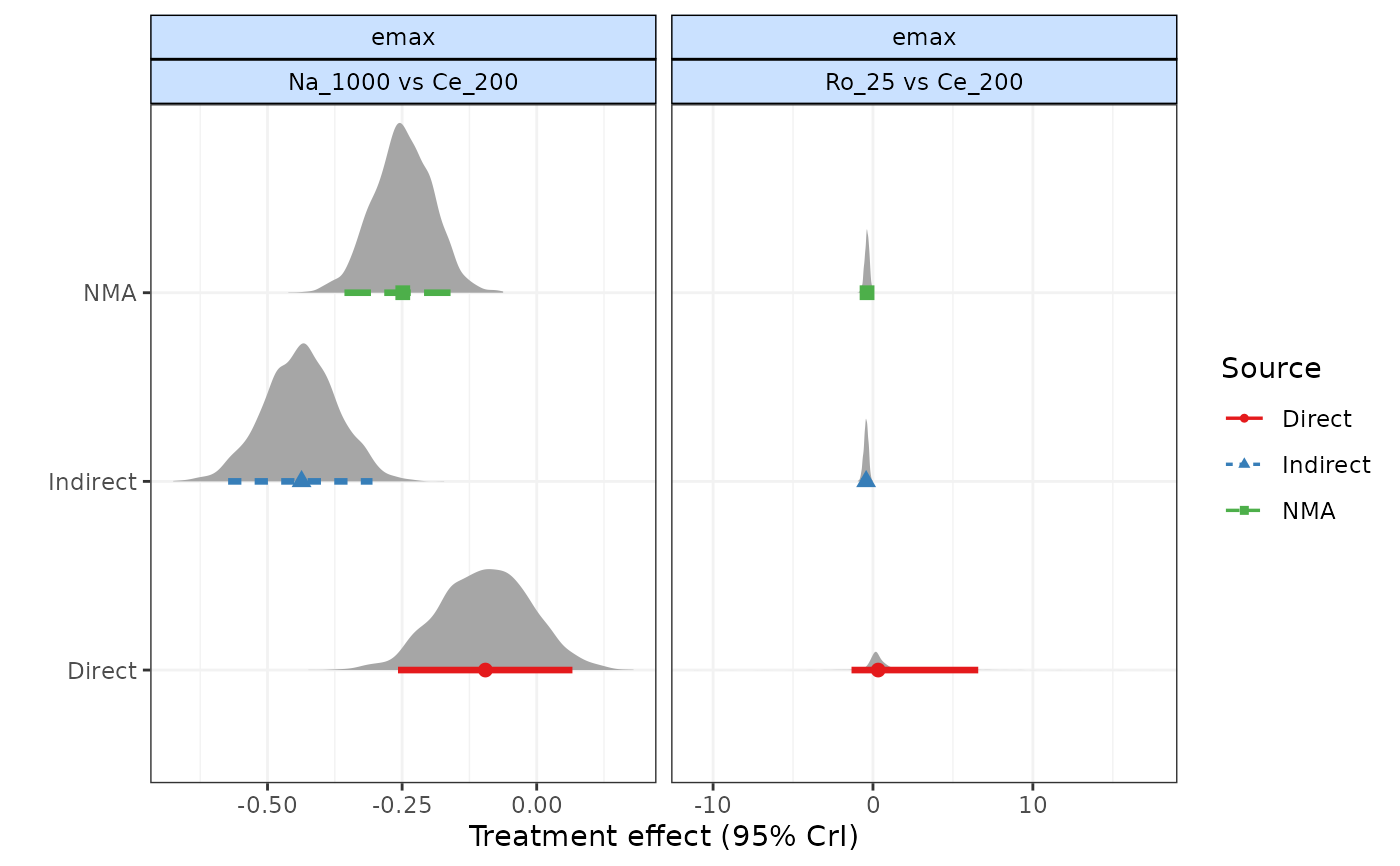 emax
emax
Na_1000 vs Ce_200
Ro_25 vs Ce_200
NMA
Indirect
Direct
-0.50
-0.25
0.00
-10
0
10
Treatment effect (95% CrI)
Source
Direct
Indirect
NMA